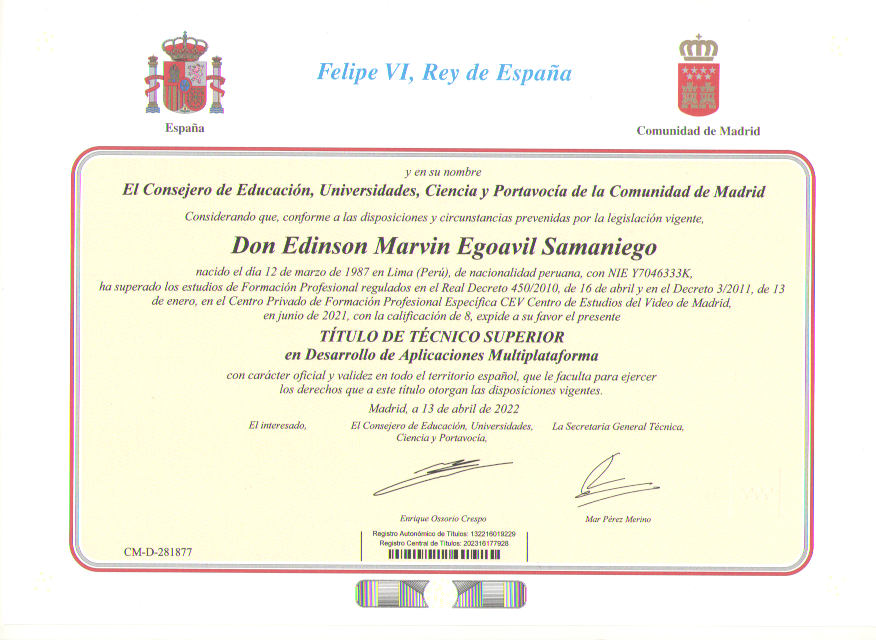 Felipe VI, Rey de España
España
Comunidad de Madrid
y en su nombre
El Consejero de Educación, Universidades, Ciencia y Portavocía de la Comunidad de Madrid
Considerando que, conforme a las disposiciones y circunstancias prevenidas por la legislación vigente,
Don Edinson Marvin Egoavil Samaniego
nacido el día 12 de marzo de 1987 en Lima (Perú), de nacionalidad peruana, con NIE Y7046333K,
ha superado los estudios de Formación Profesional regulados en el Real Decreto 450/2010, de 16 de abril y en el Decreto 3/2011, de 13
de enero, en el Centro Privado de Formación Profesional Específica CEV Centro de Estudios del Video de Madrid,
en junio de 2021, con la calificación de 8, expide a su favor el presente
TÍTULO DE TÉCNICO SUPERIOR
en Desarrollo de Aplicaciones Multiplataforma
con carácter oficial y validez en todo el territorio español, que le faculta para ejercer
los derechos que a este título otorgan las disposiciones vigentes.
Madrid, a 13 de abril de 2022
El interesado,
El Consejero de Educación, Universidades,
Ciencia y Portavocía,
La Secretaria General Técnica,
Enrique Ossorio Crespo
Mar Pérez Merino
Registro Autonómico de Títulos: 132216019229
Registro Central de Títulos: 202316177928
CM-D-281877